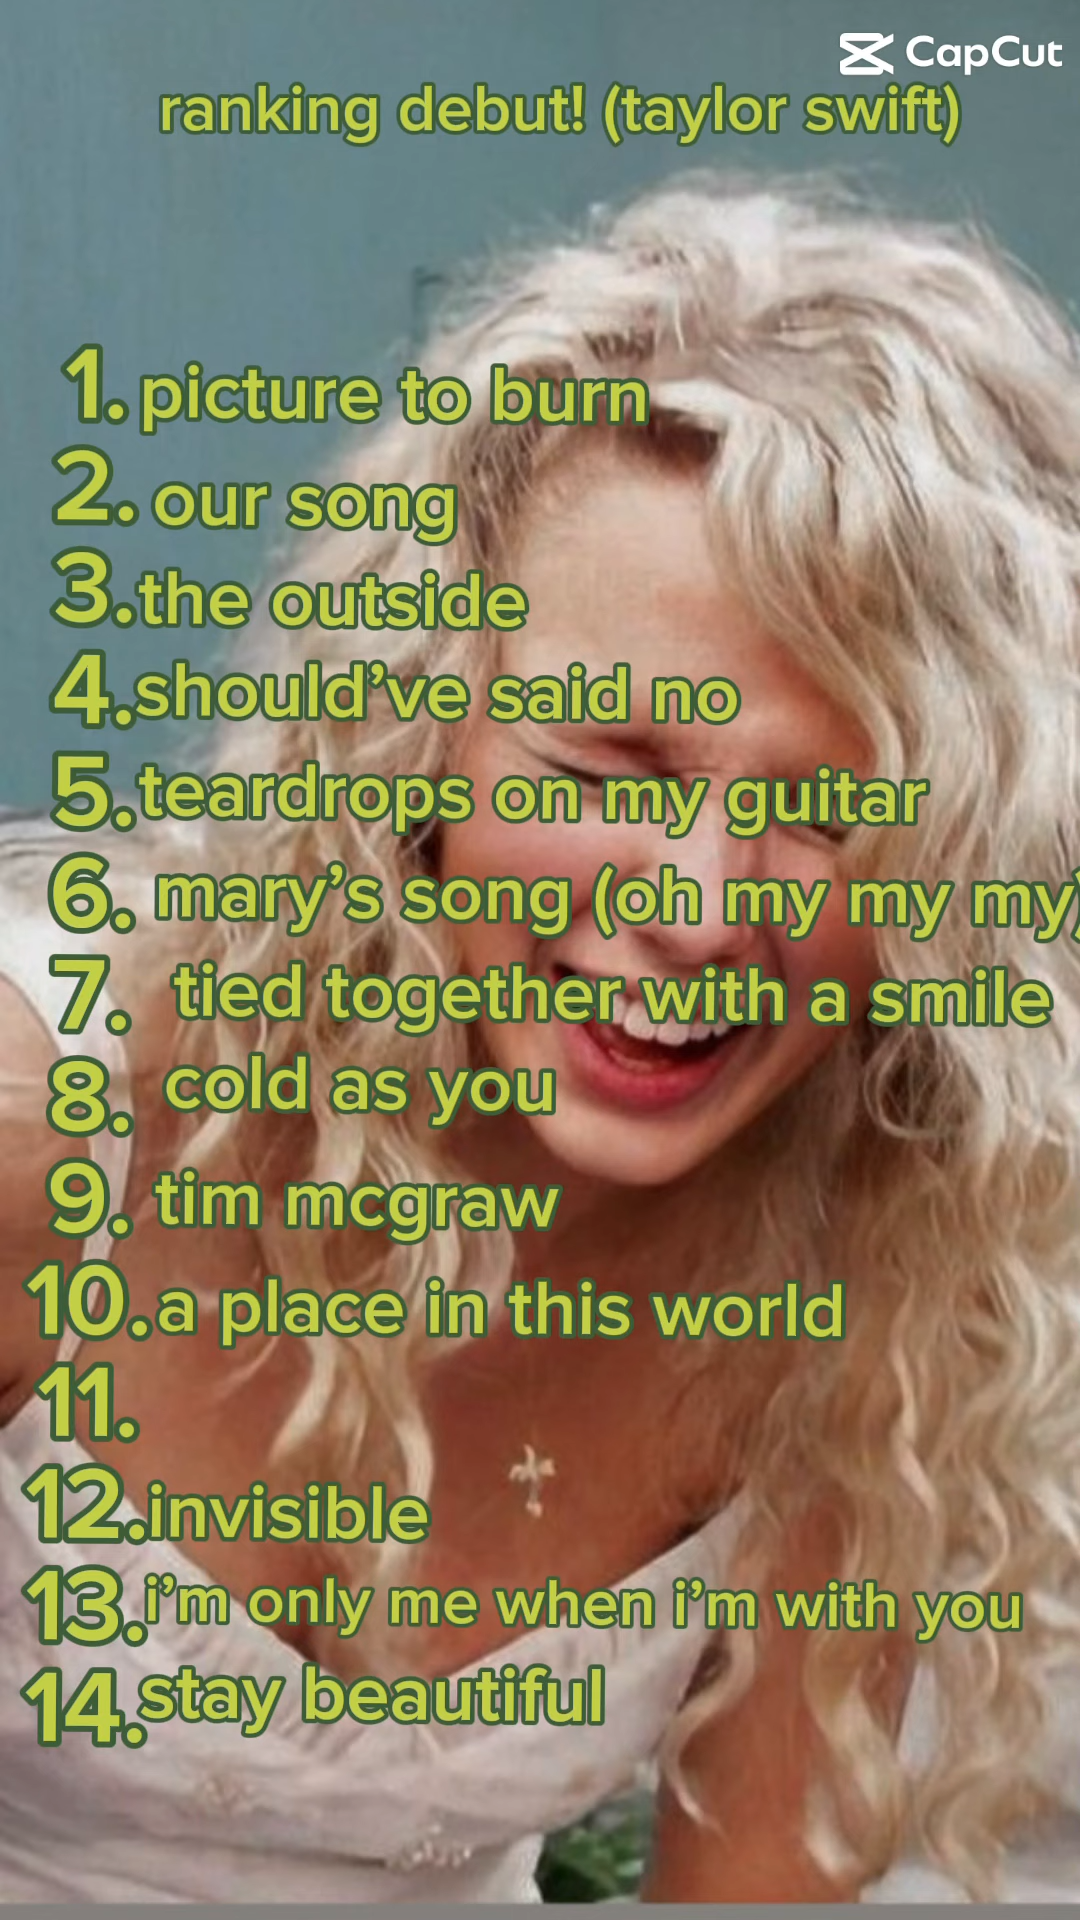 CapCut
ranking debut! (taylor swift)
1. picture to burn
2. our song
3. the outside
4. should've said no
5. teardrops on my guitar
6. mary's song (oh my my my)
7. tied together with a smile
8. cold as you
9. tim mcgraw
10. a place in this world
11.
12. invisible
13. i'm only me when i'm with you
14. stay beautiful